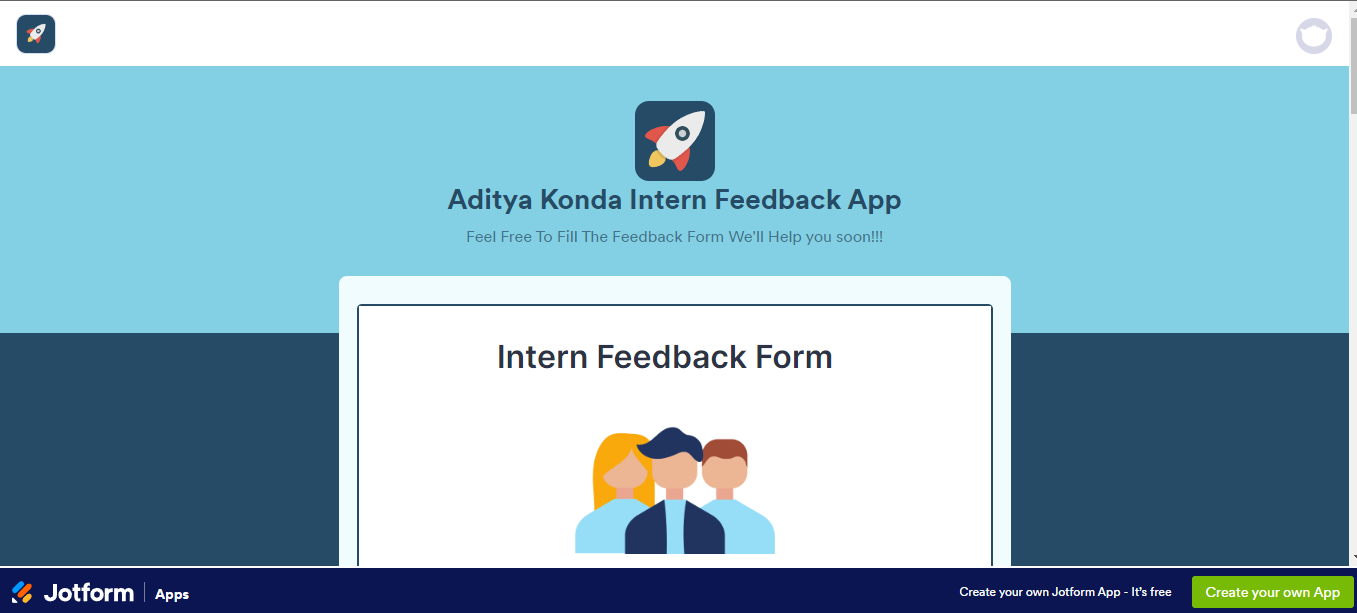 Aditya Konda Intern Feedback App
Feel Free To Fill The Feedback Form We'll Help you soon!!!
Intern Feedback Form
Jotform Apps
Create your own Jotform App - It's free
Create your own App